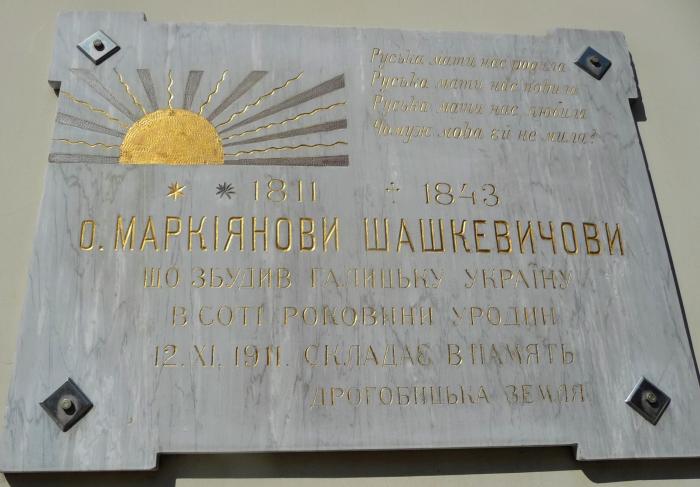 Руська мати нас родила
Руська мати нас повила
Руська мати нас любила
Чомуж мова єй не мила?
* * 1811 † 1843
О. МАРКІЯНОВИ ШАШКЕВИЧОВИ
ЩО ЗБУДИВ ГАЛИЦЬКУ УКРАЇНУ
В СОТІ РОКОВИНИ УРОДИН
12. XI. 1911. СКЛАДАЄ В ПАМЯТЬ
ДРОГОБИЦЬКА ЗЕМЛЯ